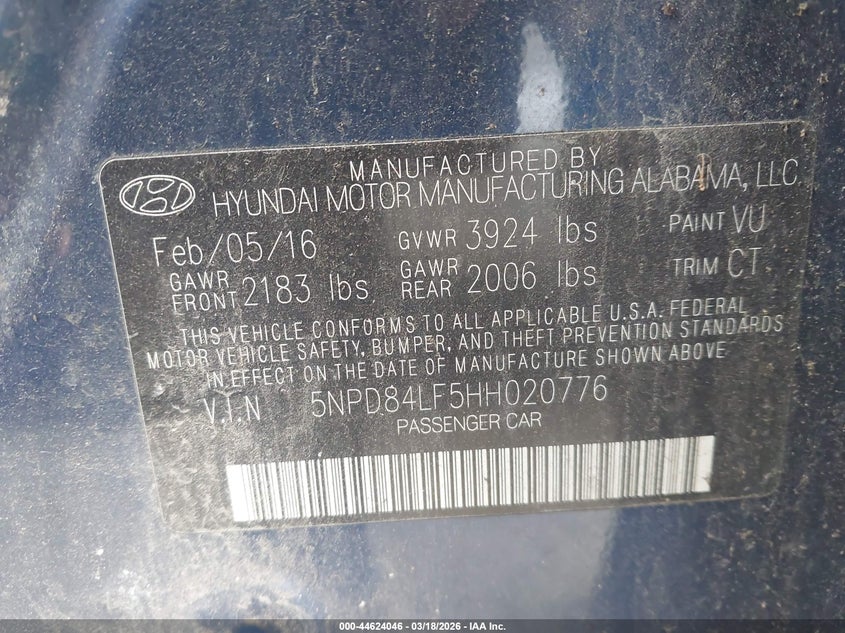 MANUFACTURED BY
HYUNDAI MOTOR MANUFACTURING ALABAMA, LLC
Feb/05/16 GVWR 3924 lbs PAINT VU
GAWR FRONT 2183 lbs GAWR REAR 2006 lbs TRIM CT
THIS VEHICLE CONFORMS TO ALL APPLICABLE U.S.A. FEDERAL
MOTOR VEHICLE SAFETY, BUMPER, AND THEFT PREVENTION STANDARDS
IN EFFECT ON THE DATE OF MANUFACTURE SHOWN ABOVE
V.I.N 5NPD84LF5HH020776
PASSENGER CAR
000-44624046 — 03/18/2026 — IAA Inc.